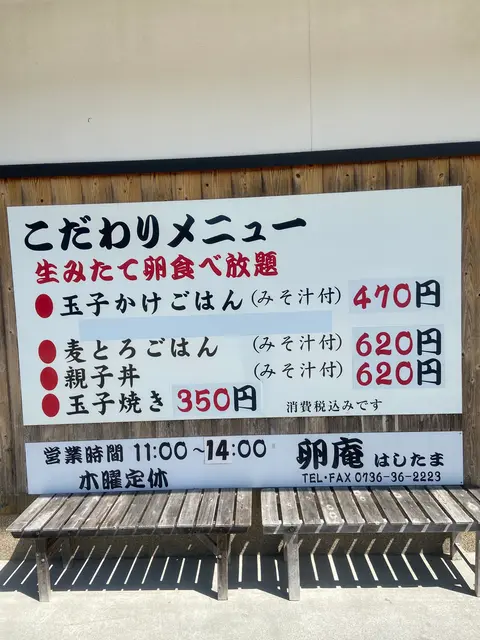 こだわりメニュー
生みたて卵食べ放題
●玉子かけごはん(みそ汁付) 470円
●麦とろごはん (みそ汁付) 620円
●親子丼 (みそ汁付) 620円
●玉子焼き 350円 消費税込みです
営業時間 11:00~14:00
木曜定休
卵庵 はしたま
TEL・FAX 0736-36-2223